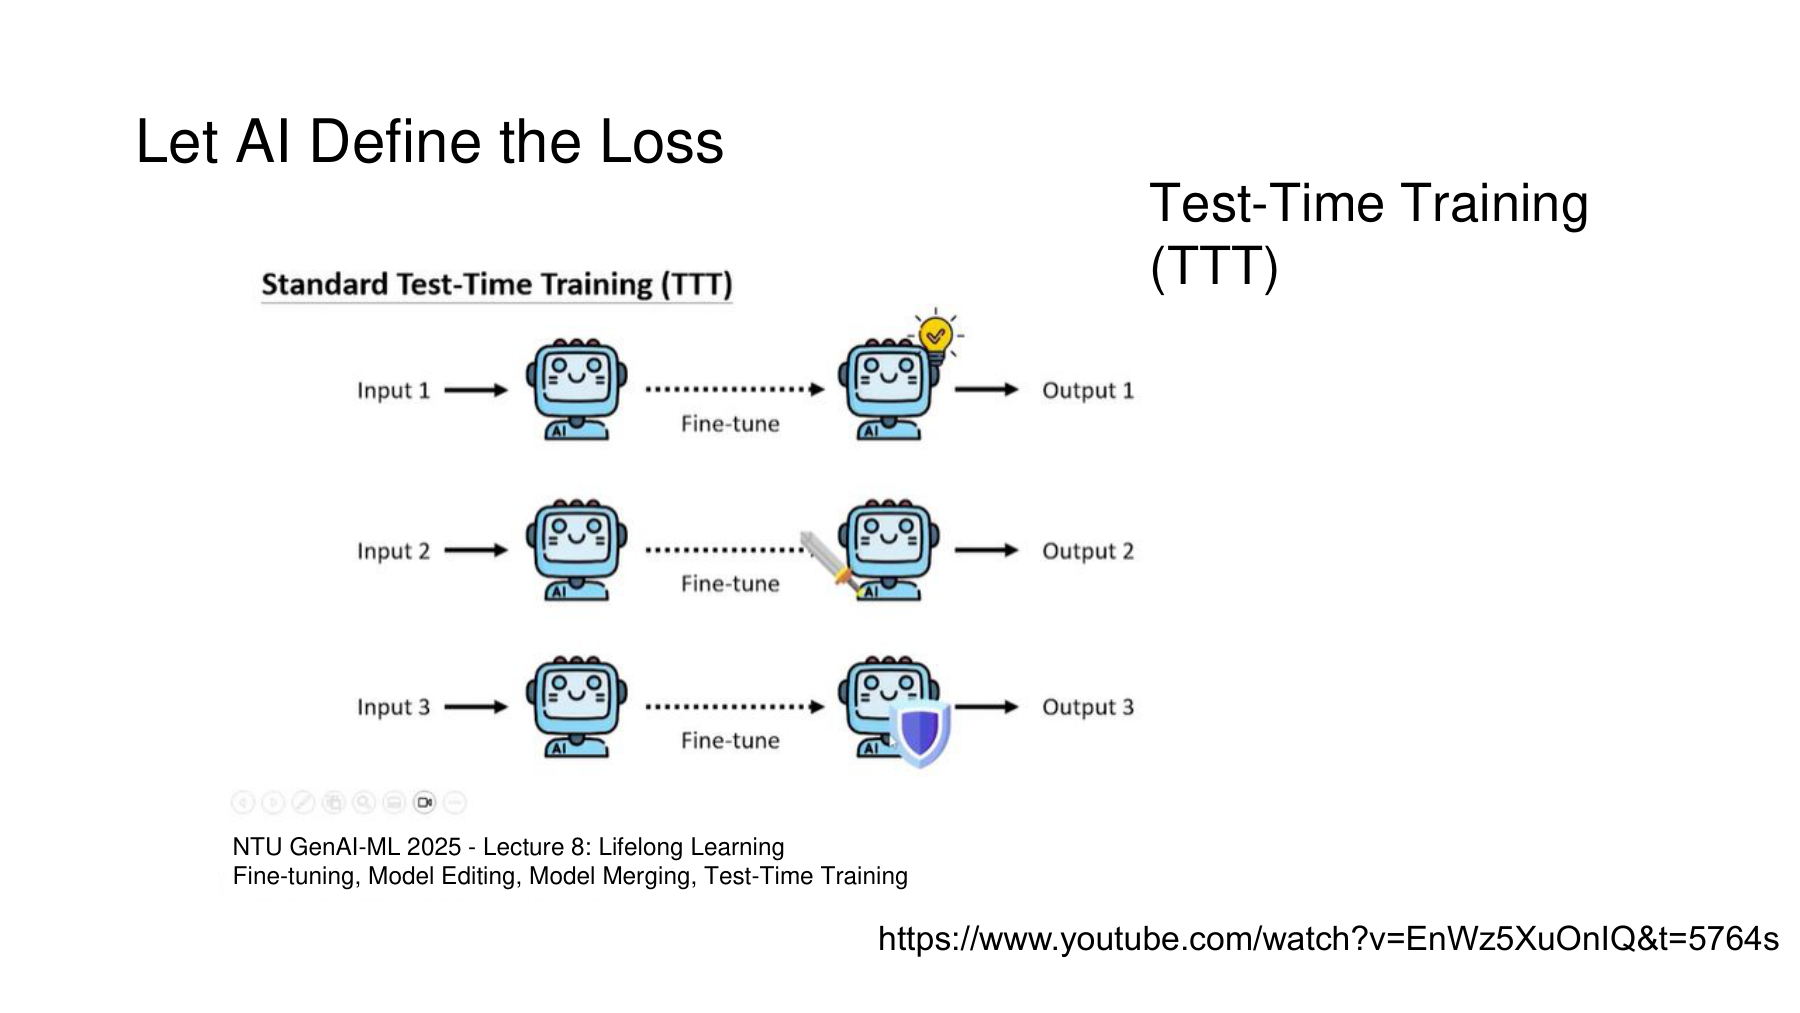 Let AI Define the Loss
Test-Time Training
(TTT)
Standard Test-Time Training (TTT)
Input 1
AI
Fine-tune
AI
Output 1
Input 2
AI
Fine-tune
AI
Output 2
Input 3
AI
Fine-tune
AI
Output 3
NTU GenAI-ML 2025 - Lecture 8: Lifelong Learning
Fine-tuning, Model Editing, Model Merging, Test-Time Training
https://www.youtube.com/watch?v=EnWz5XuOnIQ&t=5764s